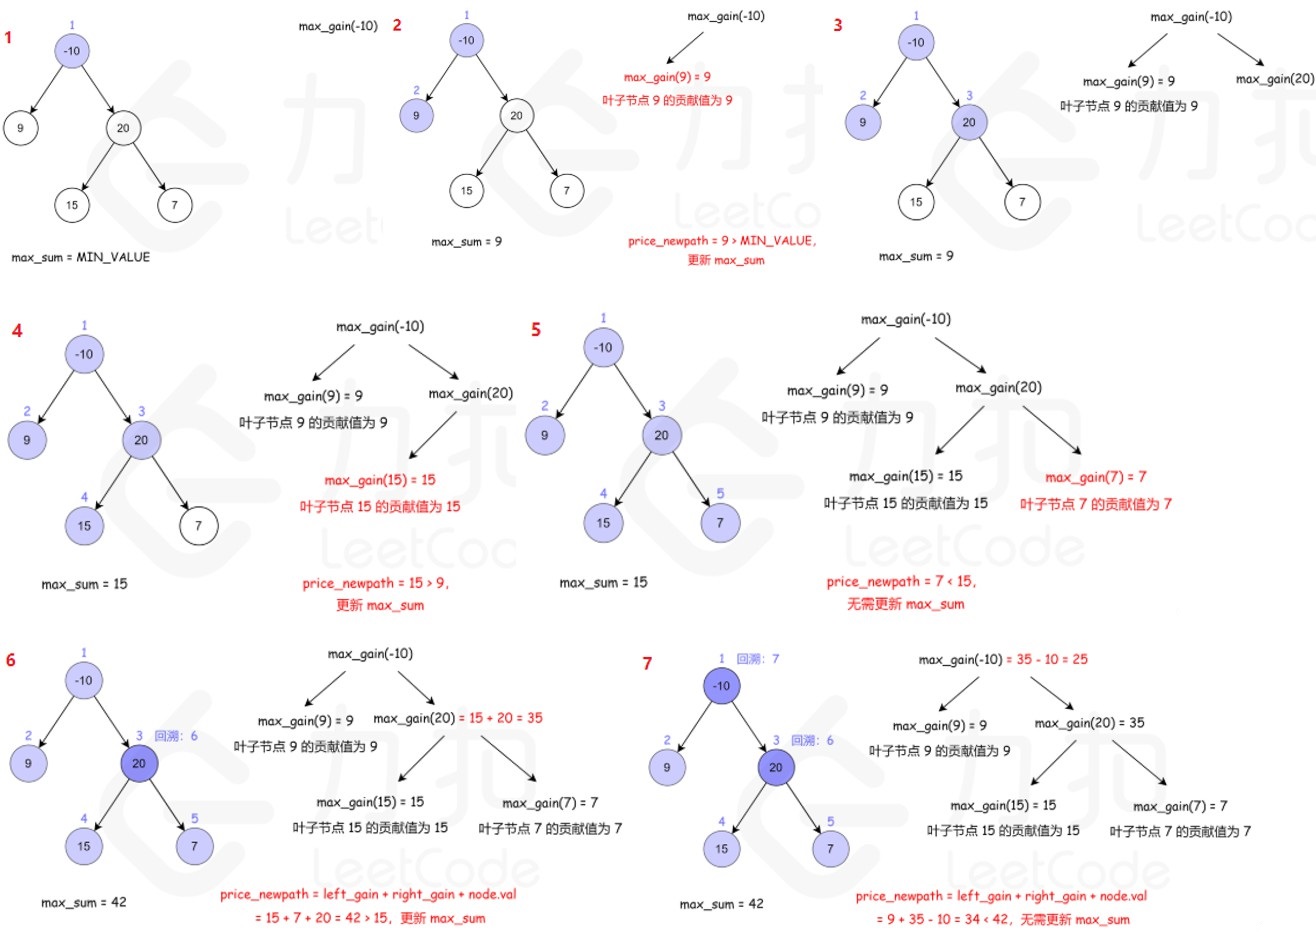 1
1
-10
9
20
15
7
max_gain(-10)
力
Leet
max_sum = MIN_VALUE
2
1
-10
2
9
20
15
7
max_gain(-10)
max_gain(9) = 9
叶子节点 9 的贡献值为 9
力
LeetCo
max_sum = 9
price_newpath = 9 > MIN_VALUE,
更新 max_sum
3
1
-10
2
9
3
20
15
7
max_gain(-10)
max_gain(9) = 9
max_gain(20)
叶子节点 9 的贡献值为 9
力扣
LeetCode
max_sum = 9
4
1
-10
2
9
3
20
4
15
7
max_gain(-10)
max_gain(9) = 9
max_gain(20)
叶子节点 9 的贡献值为 9
max_gain(15) = 15
叶子节点 15 的贡献值为 15
LeetCoc
max_sum = 15
price_newpath = 15 > 9,
更新 max_sum
5
1
-10
2
9
3
20
4
15
5
7
max_gain(-10)
max_gain(9) = 9
max_gain(20)
叶子节点 9 的贡献值为 9
max_gain(15) = 15
max_gain(7) = 7
叶子节点 15 的贡献值为 15
叶子节点 7 的贡献值为 7
力扣
LeetCode
max_sum = 15
price_newpath = 7 < 15,
无需更新 max_sum
6
1
-10
2
9
3 回溯：6
20
4
15
5
7
max_gain(-10)
max_gain(9) = 9
max_gain(20) = 15 + 20 = 35
叶子节点 9 的贡献值为 9
max_gain(15) = 15
max_gain(7) = 7
叶子节点 15 的贡献值为 15
叶子节点 7 的贡献值为 7
力扣
LeetCode
max_sum = 42
price_newpath = left_gain + right_gain + node.val
= 15 + 7 + 20 = 42 > 15，更新 max_sum
7
1 回溯：7
-10
2
9
3 回溯：6
20
4
15
5
7
max_gain(-10) = 35 - 10 = 25
max_gain(9) = 9
max_gain(20) = 35
叶子节点 9 的贡献值为 9
max_gain(15) = 15
max_gain(7) = 7
叶子节点 15 的贡献值为 15
叶子节点 7 的贡献值为 7
力扣
LeetCode
max_sum = 42
price_newpath = left_gain + right_gain + node.val
= 9 + 35 - 10 = 34 < 42，无需更新 max_sum